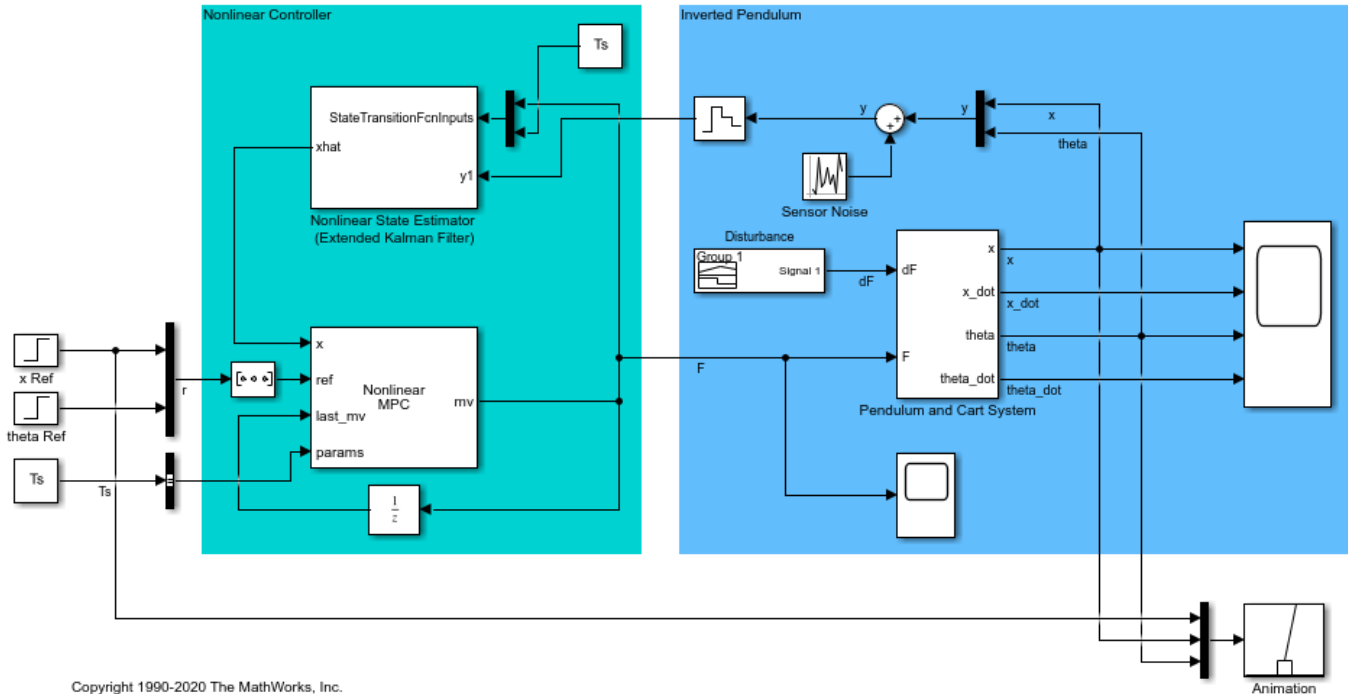 Nonlinear Controller
Ts
StateTransitionFcnInputs
xhat
y1
Nonlinear State Estimator
(Extended Kalman Filter)
x Ref
theta Ref
Ts
Ts
r
x
ref
last_mv
params
Nonlinear
MPC
mv
1
z
Inverted Pendulum
y
+
+
y
x
theta
Sensor Noise
Disturbance
Group 1
Signal 1
dF
dF
F
F
x
x_dot
theta
theta_dot
x
x_dot
theta
theta_dot
Pendulum and Cart System
Animation
Copyright 1990-2020 The MathWorks, Inc.